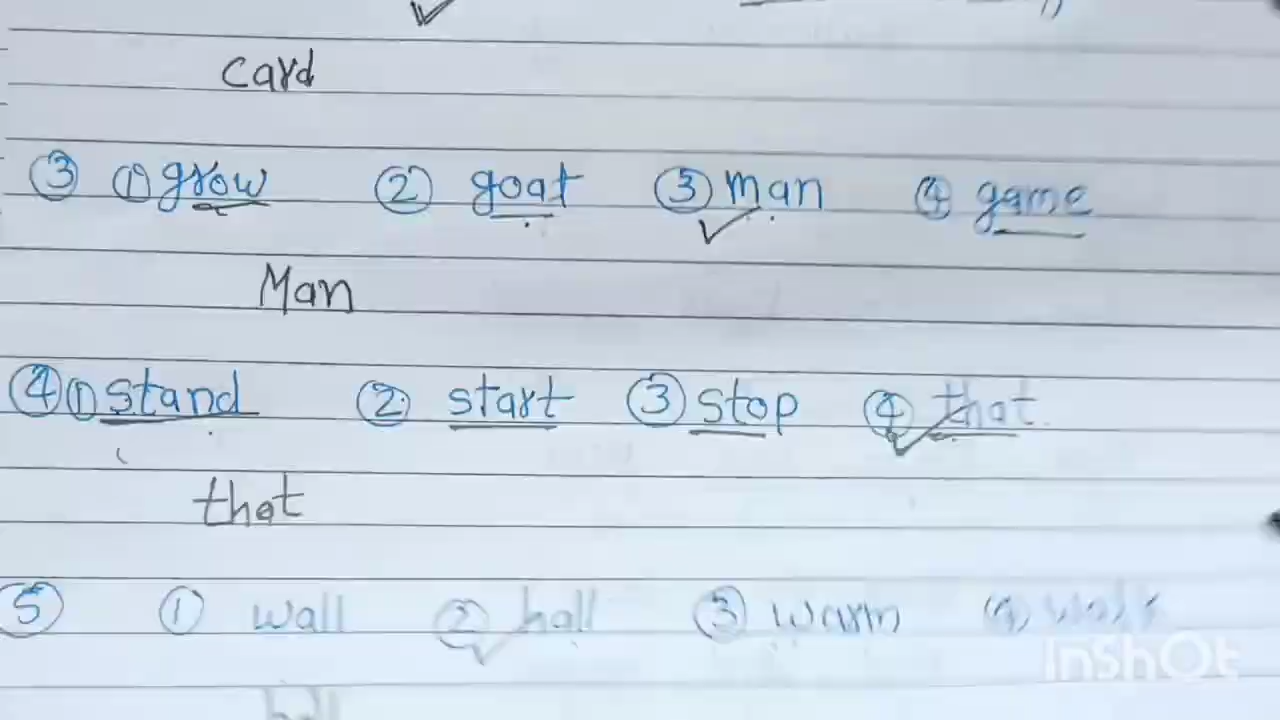 card
③ ① grow ② goat ③ man ④ game
Man
④ ① stand ② start ③ stop ④ that
that
⑤ ① wall ② hall ③ warm
InShOt
hall